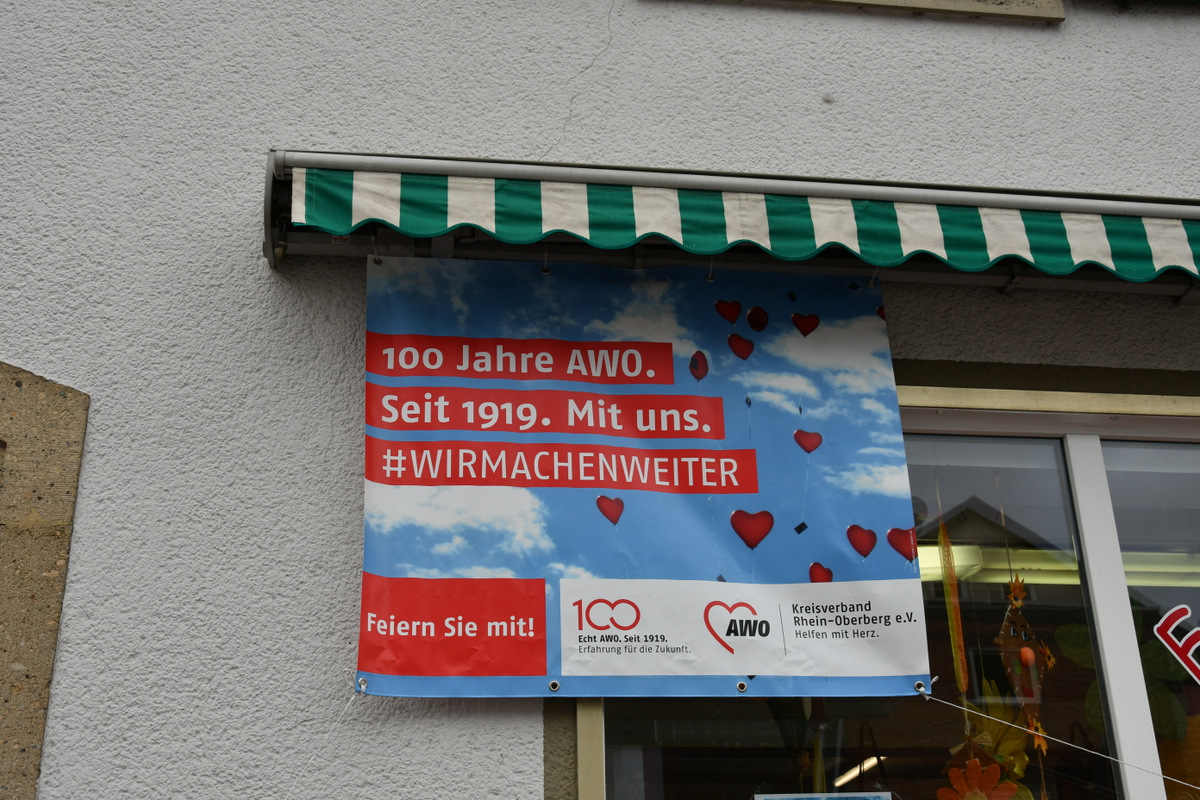 100 Jahre AWO.
Seit 1919. Mit uns.
#WIRMACHENWEITER
Feiern Sie mit!
100
Echt AWO. Seit 1919.
Erfahrung für die Zukunft.
AWO
Kreisverband
Rhein-Oberberg e.V.
Helfen mit Herz.